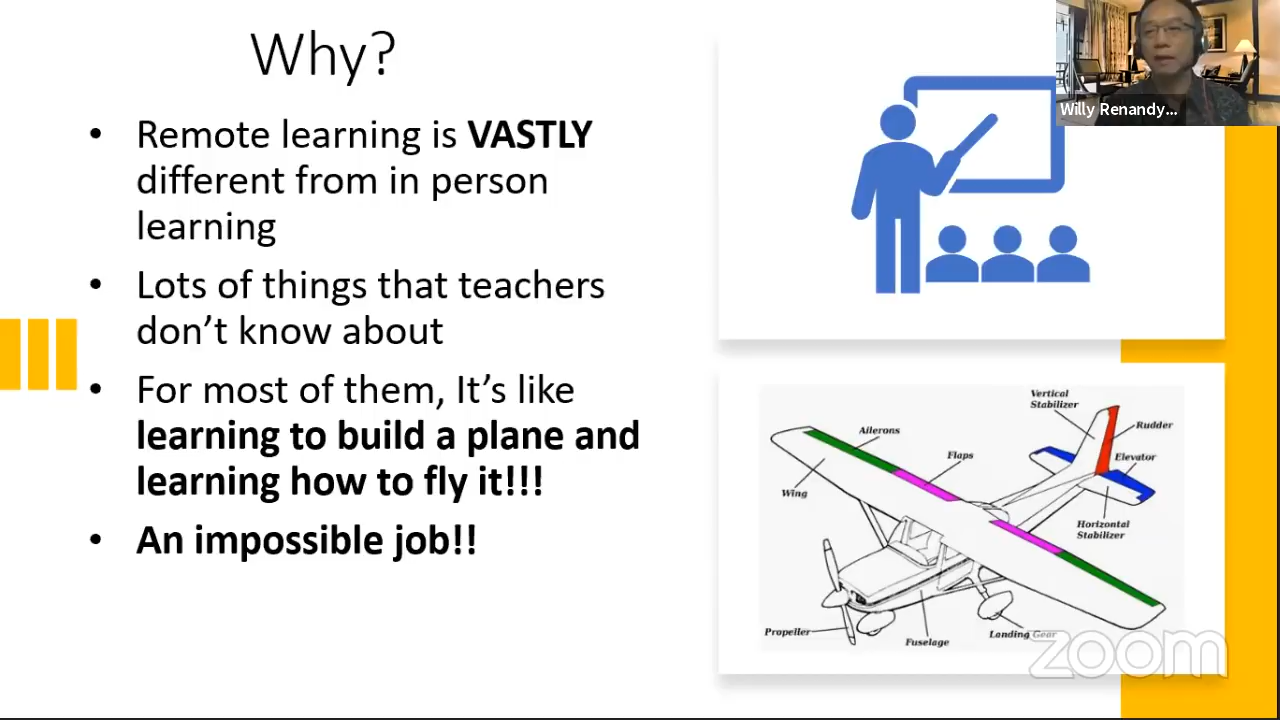 Why?
Willy Renandy...
• Remote learning is VASTLY
different from in person
learning
• Lots of things that teachers
don't know about
• For most of them, It's like
learning to build a plane and
learning how to fly it!!!
• An impossible job!!
Vertical
Stabilizer
Rudder
Ailerons
Flaps
Elevator
Wing
Horizontal
Stabilizer
Propeller
Fuselage
Landing Gear
zoom